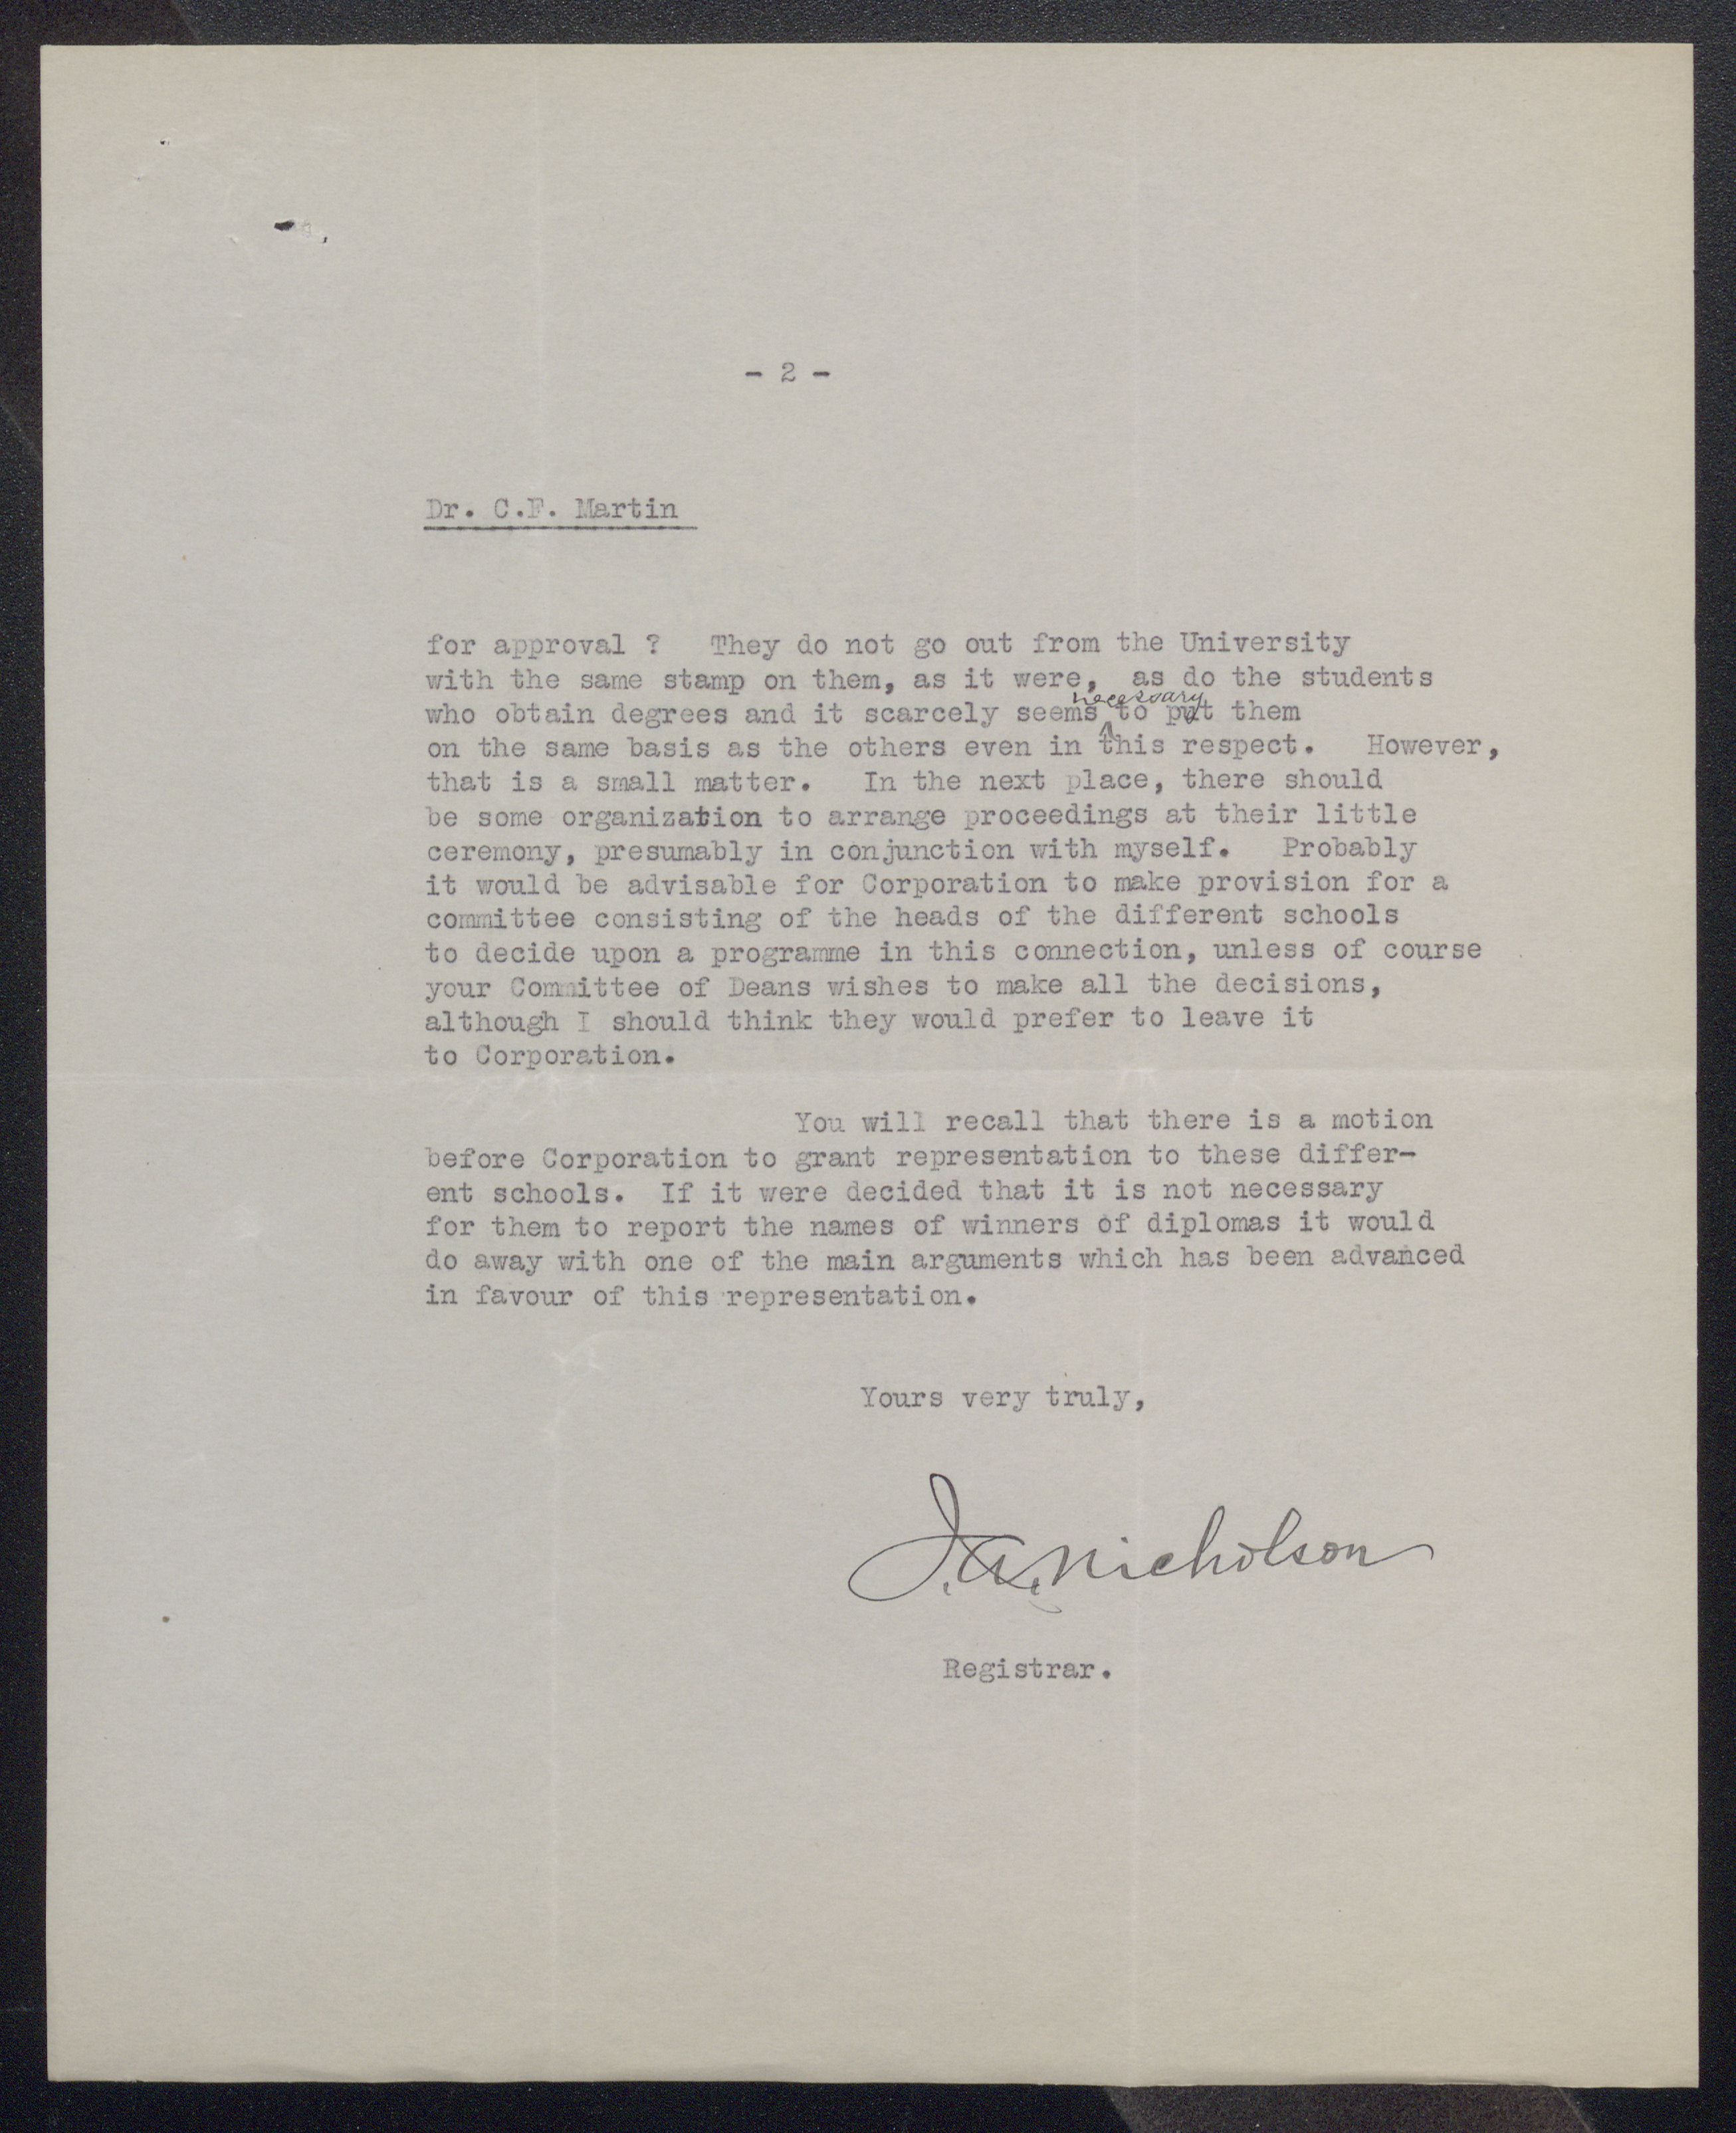 - 2 -
Dr. C.F. Martin
for approval ? They do not go out from the University
with the same stamp on them, as it were, as do the students
who obtain degrees and it scarcely seems necessary to put them
on the same basis as the others even in this respect. However,
that is a small matter. In the next place, there should
be some organization to arrange proceedings at their little
ceremony, presumably in conjunction with myself. Probably
it would be advisable for Corporation to make provision for a
committee consisting of the heads of the different schools
to decide upon a programme in this connection, unless of course
your Committee of Deans wishes to make all the decisions,
although I should think they would prefer to leave it
to Corporation.
You will recall that there is a motion
before Corporation to grant representation to these differ-
ent schools. If it were decided that it is not necessary
for them to report the names of winners of diplomas it would
do away with one of the main arguments which has been advanced
in favour of this representation.
Yours very truly,
J.A. Nicholson
Registrar.